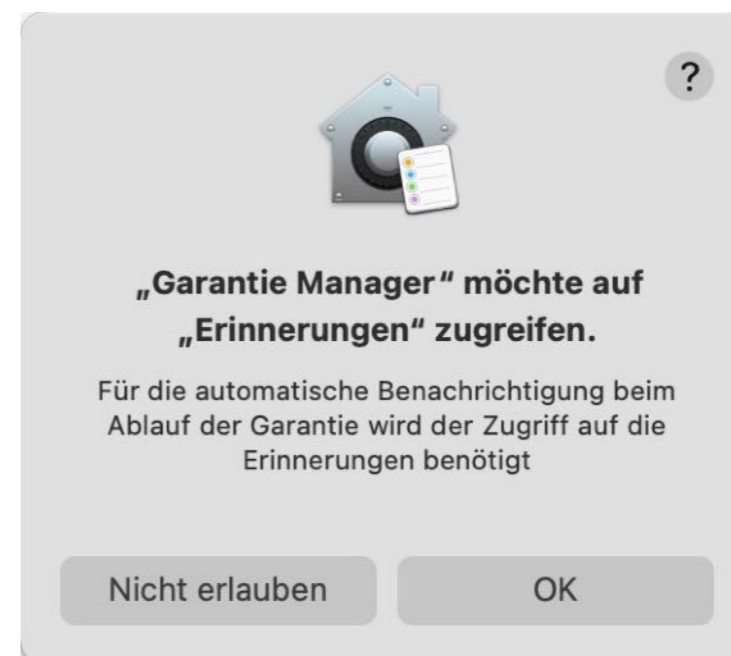 ?
„Garantie Manager“ möchte auf
„Erinnerungen“ zugreifen.
Für die automatische Benachrichtigung beim
Ablauf der Garantie wird der Zugriff auf die
Erinnerungen benötigt
Nicht erlauben
OK